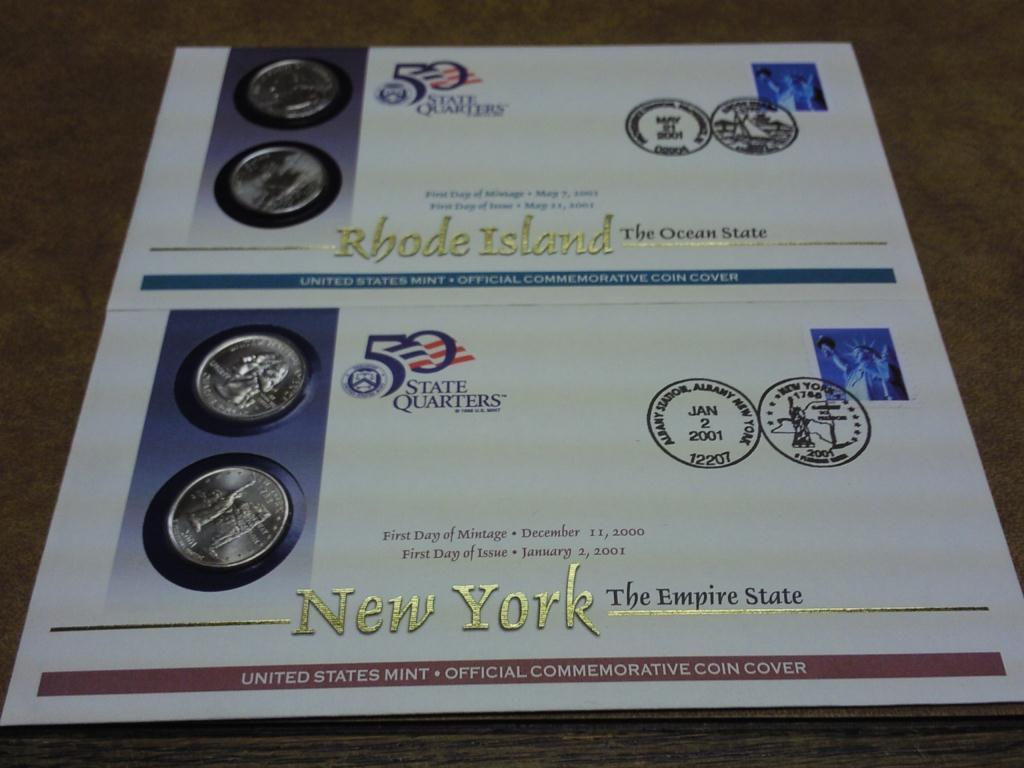 50
STATE
QUARTERS™
MAY
21
2001
First Day of Mintage • May 7, 2001
First Day of Issue • May 21, 2001
Rhode Island The Ocean State
UNITED STATES MINT • OFFICIAL COMMEMORATIVE COIN COVER
50
STATE
QUARTERS™
ALBANY STATION, ALBANY NEW YORK
JAN
2
2001
12207
NEW YORK
1788
2001
First Day of Mintage • December 11, 2000
First Day of Issue • January 2, 2001
New York The Empire State
UNITED STATES MINT • OFFICIAL COMMEMORATIVE COIN COVER